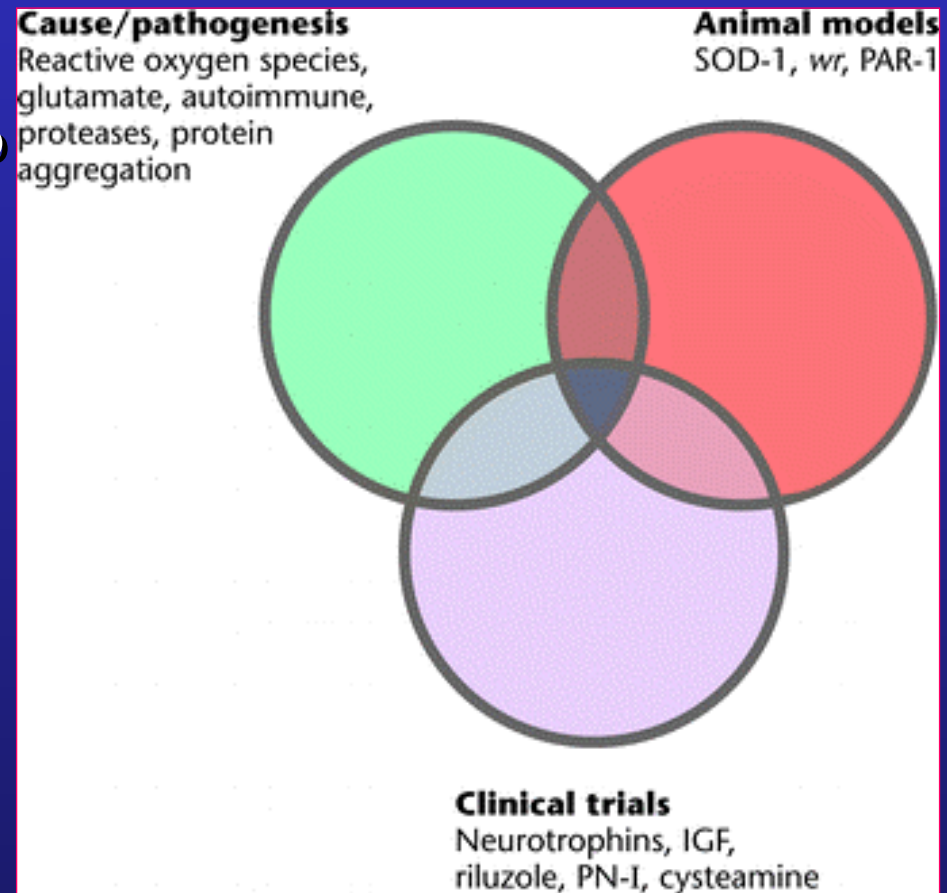 Cause/pathogenesis
Reactive oxygen species,
glutamate, autoimmune,
proteases, protein
aggregation
Animal models
SOD-1, wr, PAR-1
Clinical trials
Neurotrophins, IGF,
riluzole, PN-I, cysteamine